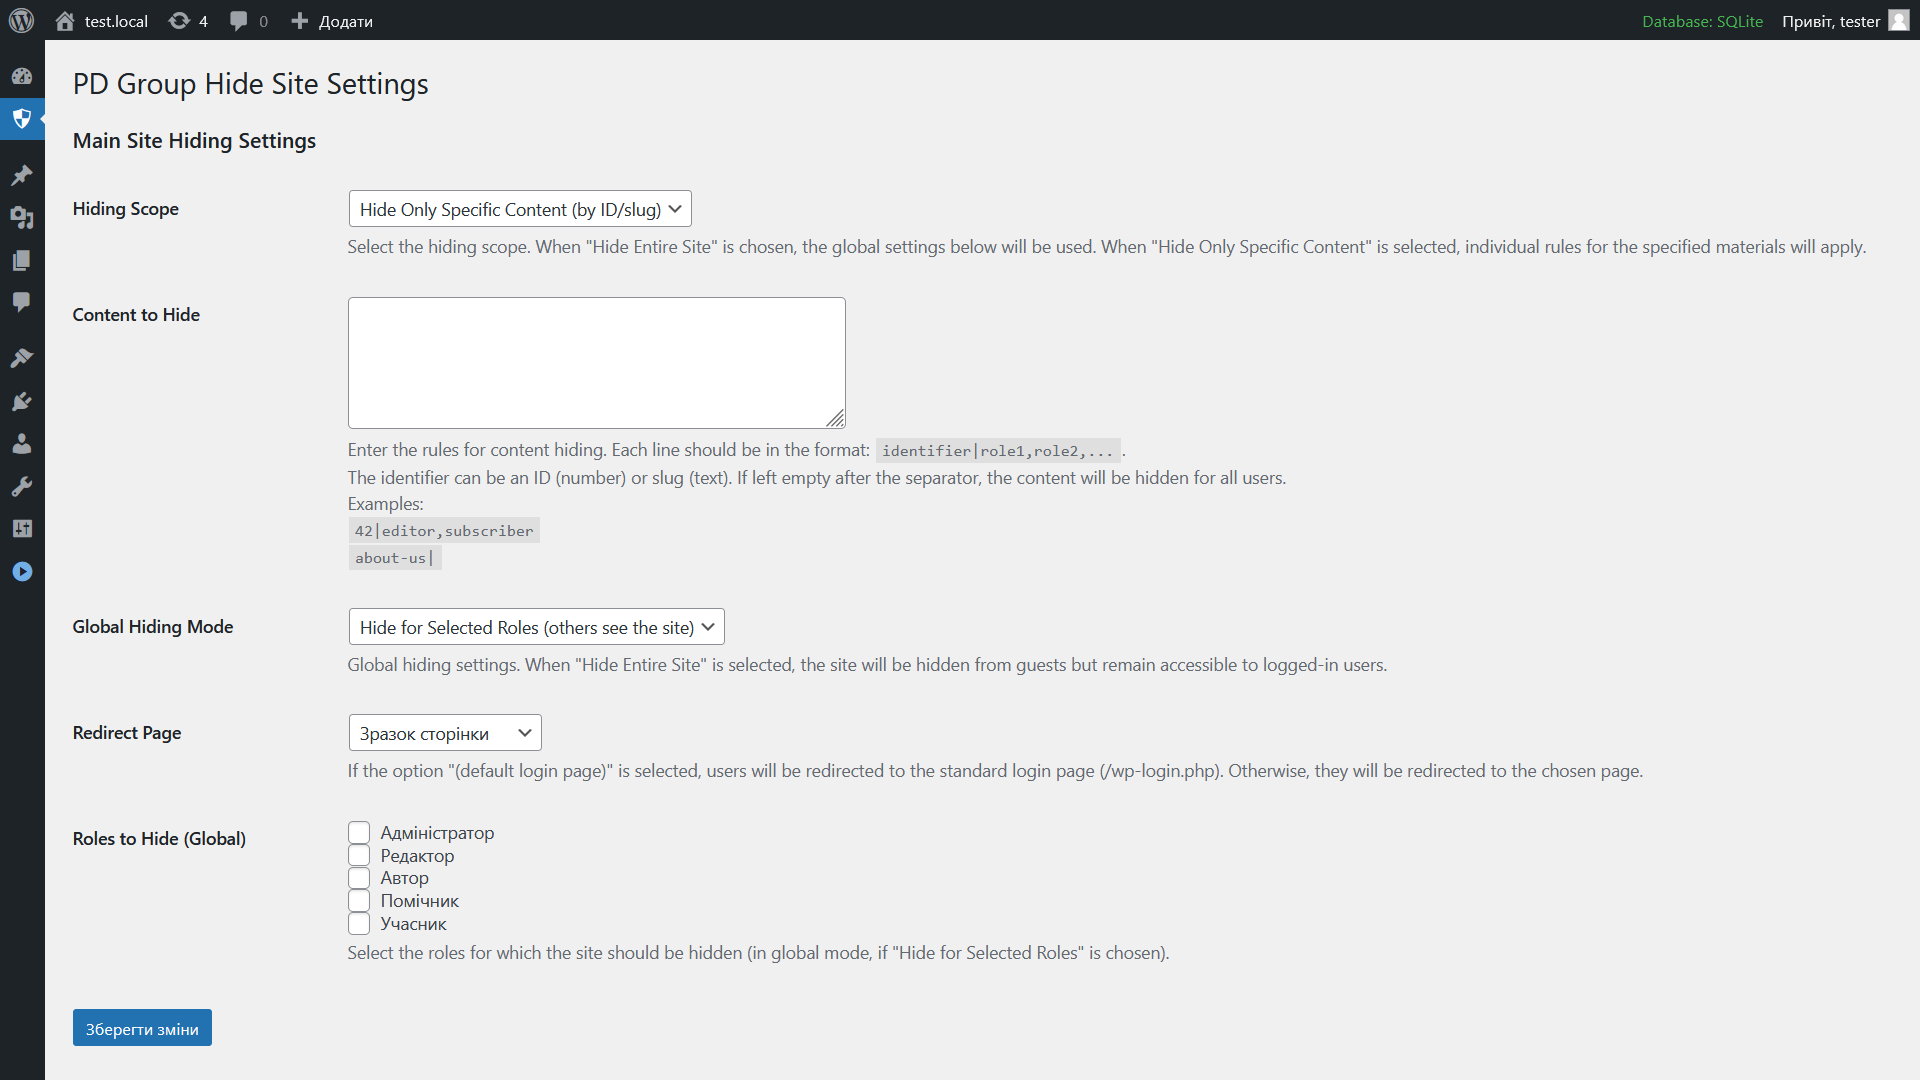 test.local 4 0 Додати Database: SQLite Привіт, tester
PD Group Hide Site Settings
Main Site Hiding Settings
Hiding Scope
Hide Only Specific Content (by ID/slug)
Select the hiding scope. When "Hide Entire Site" is chosen, the global settings below will be used. When "Hide Only Specific Content" is selected, individual rules for the specified materials will apply.
Content to Hide
Enter the rules for content hiding. Each line should be in the format: identifier|role1,role2,... .
The identifier can be an ID (number) or slug (text). If left empty after the separator, the content will be hidden for all users.
Examples:
42|editor,subscriber
about-us|
Global Hiding Mode
Hide for Selected Roles (others see the site)
Global hiding settings. When "Hide Entire Site" is selected, the site will be hidden from guests but remain accessible to logged-in users.
Redirect Page
Зразок сторінки
If the option "(default login page)" is selected, users will be redirected to the standard login page (/wp-login.php). Otherwise, they will be redirected to the chosen page.
Roles to Hide (Global)
Адміністратор
Редактор
Автор
Помічник
Учасник
Select the roles for which the site should be hidden (in global mode, if "Hide for Selected Roles" is chosen).
Зберегти зміни